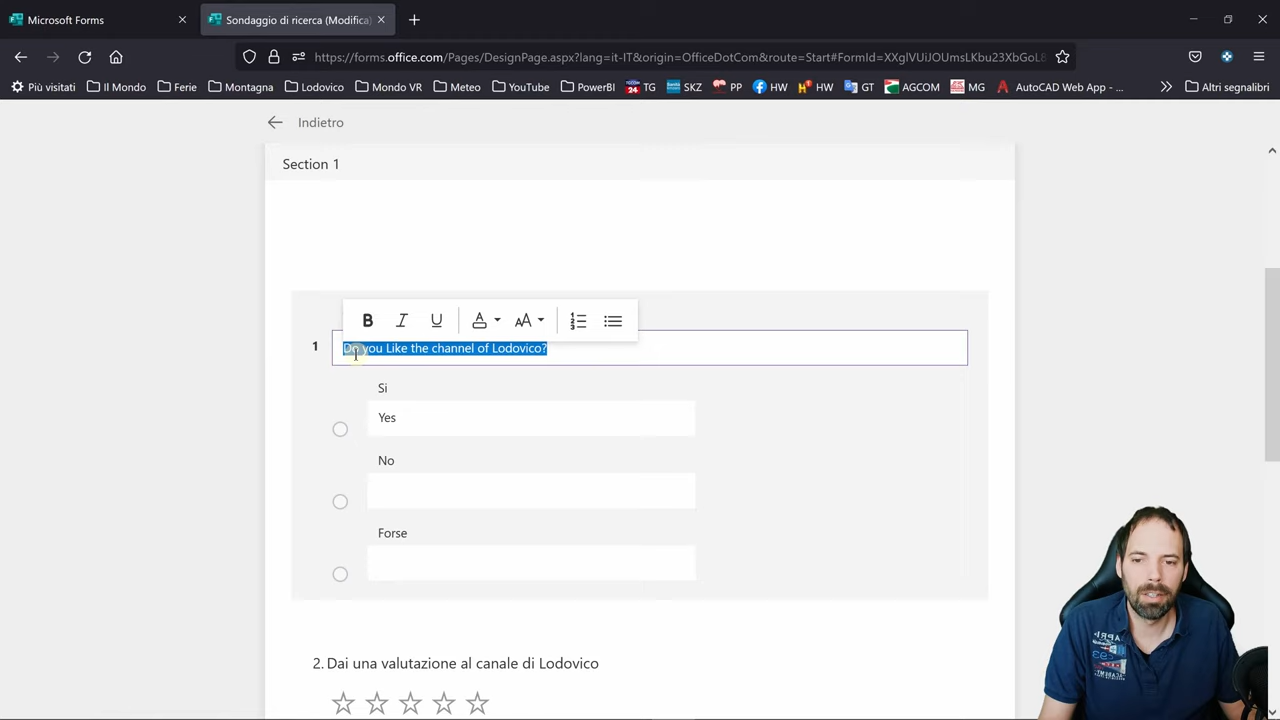 Microsoft Forms
Sondaggio di ricerca (Modifica)
https://forms.office.com/Pages/DesignPage.aspx?lang=it-IT&origin=OfficeDotCom&route=Start#FormId=
Più visitati Il Mondo Ferie Montagna Lodovico Mondo VR Meteo YouTube PowerBI TG SKZ PP HW HW GT AGCOM MG AutoCAD Web App - ... Altri segnalibri
Indietro
Section 1
B I U A AA
1 Do you Like the channel of Lodovico?
Si
Yes
No
Forse
2. Dai una valutazione al canale di Lodovico